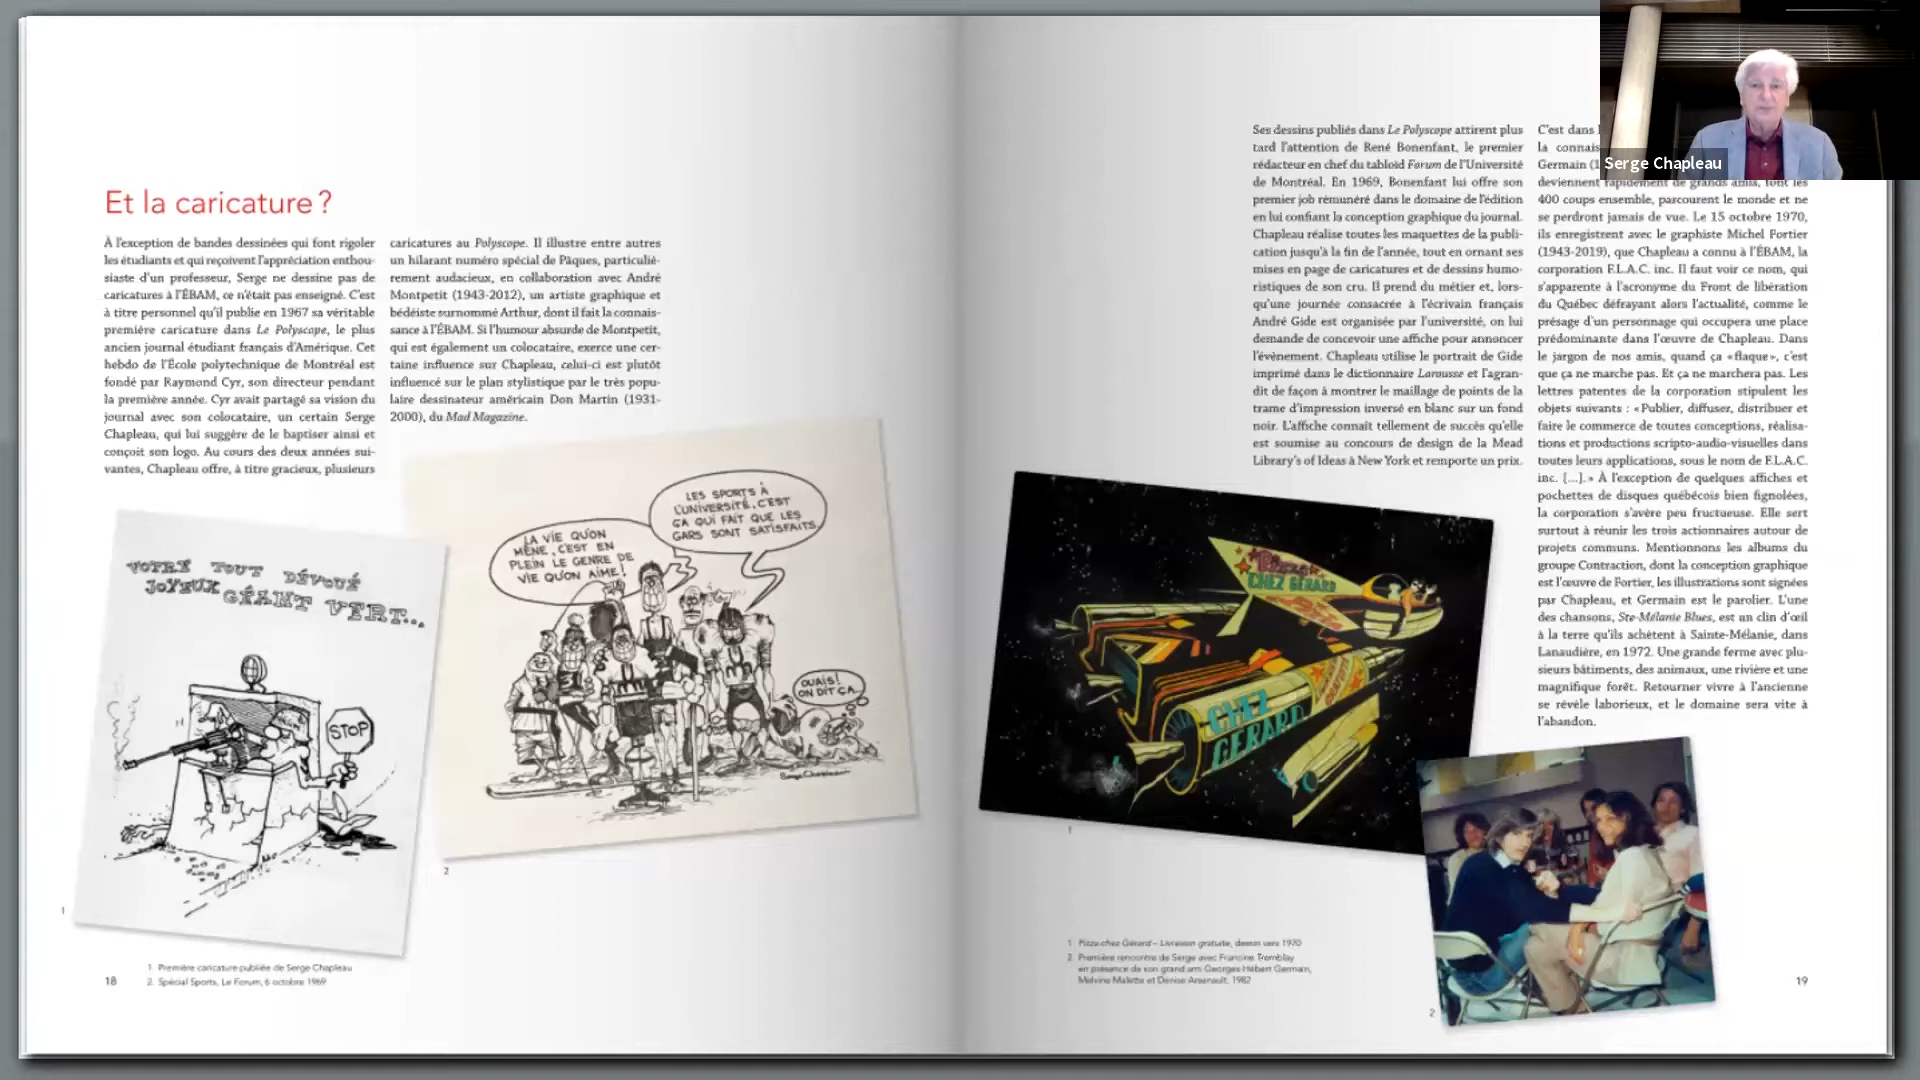 Et la caricature ?
À l'exception de bandes dessinées qui font rigoler
les étudiants et qui reçoivent l'appréciation enthou-
siaste d'un professeur, Serge ne dessine pas de
caricatures à l'ÉBAM, ce n'était pas enseigné. C'est
à titre personnel qu'il publie en 1967 sa véritable
première caricature dans Le Polyscope, le plus
ancien journal étudiant français d'Amérique. Cet
hebdo de l'École polytechnique de Montréal est
fondé par Raymond Cyr, son directeur pendant
la première année. Cyr avait partagé sa vision du
journal avec son colocataire, un certain Serge
Chapleau, qui lui suggère de le baptiser ainsi et
conçoit son logo. Au cours des deux années sui-
vantes, Chapleau offre, à titre gracieux, plusieurs
caricatures au Polyscope. Il illustre entre autres
un hilarant numéro spécial de Pâques, particuliè-
rement audacieux, en collaboration avec André
Montpetit (1943-2012), un artiste graphique et
bédéiste surnommé Arthur, dont il fait la connais-
sance à l'ÉBAM. Si l'humour absurde de Montpetit,
qui est également un colocataire, exerce une cer-
taine influence sur Chapleau, celui-ci est plutôt
influencé sur le plan stylistique par le très popu-
laire dessinateur américain Don Martin (1931-
2000), du Mad Magazine.
VOTRE TOUT DÉVOUÉ
JOYEUX GÉANT VERT...
STOP
LA VIE QU'ON
MÈNE, C'EST EN
PLEIN LE GENRE DE
VIE QU'ON AIME!
LES SPORTS À
L'UNIVERSITÉ, C'EST
ÇA QUI FAIT QUE LES
GARS SONT SATISFAITS
OUAIS!
ON DIT ÇA...
Serge Chapleau
1
2
1 Première caricature publiée de Serge Chapleau
2 Spécial Sports, Le Forum, 6 octobre 1969
18
Ses dessins publiés dans Le Polyscope attirent plus
tard l'attention de René Bonenfant, le premier
rédacteur en chef du tabloïd Forum de l'Université
de Montréal. En 1969, Bonenfant lui offre son
premier job rémunéré dans le domaine de l'édition
en lui confiant la conception graphique du journal.
Chapleau réalise toutes les maquettes de la publi-
cation jusqu'à la fin de l'année, tout en ornant ses
mises en page de caricatures et de dessins humo-
ristiques de son cru. Il prend du métier et, lors-
qu'une journée consacrée à l'écrivain français
André Gide est organisée par l'université, on lui
demande de concevoir une affiche pour annoncer
l'évènement. Chapleau utilise le portrait de Gide
imprimé dans le dictionnaire Larousse et l'agran-
dit de façon à montrer le maillage de points de la
trame d'impression inversé en blanc sur un fond
noir. L'affiche connaît tellement de succès qu'elle
est soumise au concours de design de la Mead
Library's of Ideas à New York et remporte un prix.
C'est dans
la connais
Germain (1
deviennent rapidement de grands amis, font les
400 coups ensemble, parcourent le monde et ne
se perdront jamais de vue. Le 15 octobre 1970,
ils enregistrent avec le graphiste Michel Fortier
(1943-2019), que Chapleau a connu à l'ÉBAM, la
corporation F.L.A.C. inc. Il faut voir ce nom, qui
s'apparente à l'acronyme du Front de libération
du Québec défrayant alors l'actualité, comme le
présage d'un personnage qui occupera une place
prédominante dans l'œuvre de Chapleau. Dans
le jargon de nos amis, quand ça «flaque», c'est
que ça ne marche pas. Et ça ne marchera pas. Les
lettres patentes de la corporation stipulent les
objets suivants : «Publier, diffuser, distribuer et
faire le commerce de toutes conceptions, réalisa-
tions et productions scripto-audio-visuelles dans
toutes leurs applications, sous le nom de F.L.A.C.
inc. [...].» À l'exception de quelques affiches et
pochettes de disques québécois bien fignolées,
la corporation s'avère peu fructueuse. Elle sert
surtout à réunir les trois actionnaires autour de
projets communs. Mentionnons les albums du
groupe Contraction, dont la conception graphique
est l'œuvre de Fortier, les illustrations sont signées
par Chapleau, et Germain est le parolier. L'une
des chansons, Ste-Mélanie Blues, est un clin d'œil
à la terre qu'ils achètent à Sainte-Mélanie, dans
Lanaudière, en 1972. Une grande ferme avec plu-
sieurs bâtiments, des animaux, une rivière et une
magnifique forêt. Retourner vivre à l'ancienne
se révèle laborieux, et le domaine sera vite à
l'abandon.
Pizza
CHEZ GÉRARD
CHEZ
GÉRARD
1
1 Pizza chez Gérard – Livraison gratuite, dessin vers 1970
2 Première rencontre de Serge avec Francine Tremblay
en présence de son grand ami Georges-Hébert Germain,
Melvine Malette et Denise Arsenault, 1982
2
19
Serge Chapleau